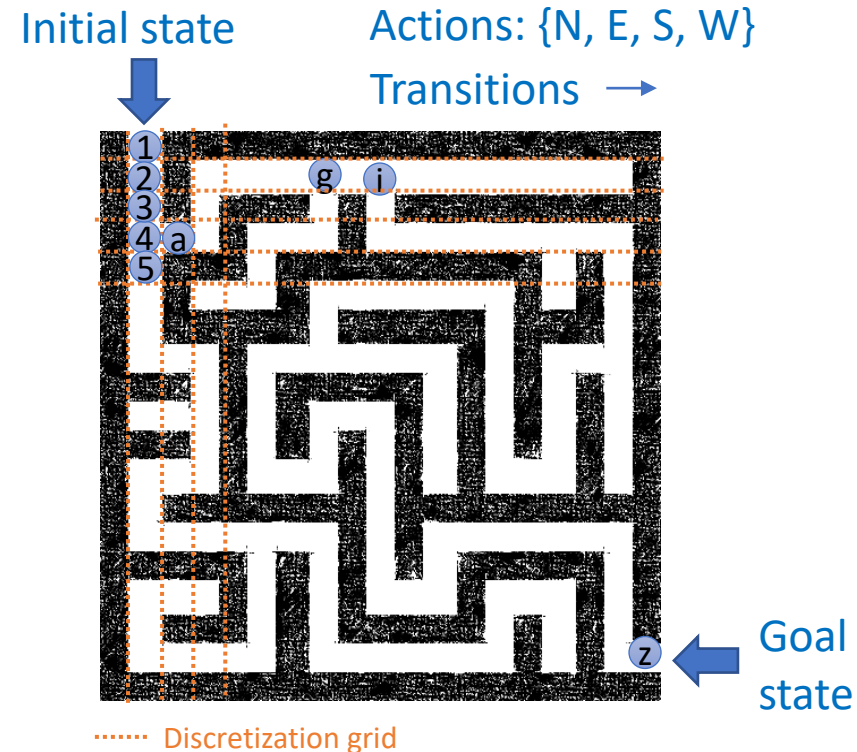 Initial state
Actions: {N, E, S, W}
Transitions →
1
2
g
i
3
4
a
5
z
Goal
state
Discretization grid